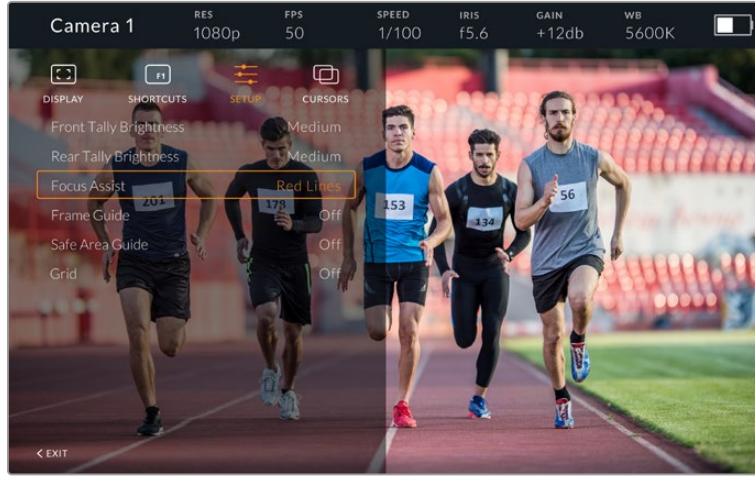 Camera 1
RES
1080p
FPS
50
SPEED
1/100
IRIS
f5.6
GAIN
+12db
WB
5600K
F1
DISPLAY SHORTCUTS SETUP CURSORS
Front Tally Brightness Medium
Rear Tally Brightness Medium
Focus Assist Red Lines
Frame Guide Off
Safe Area Guide Off
Grid Off
201
178
153
134
56
< EXIT